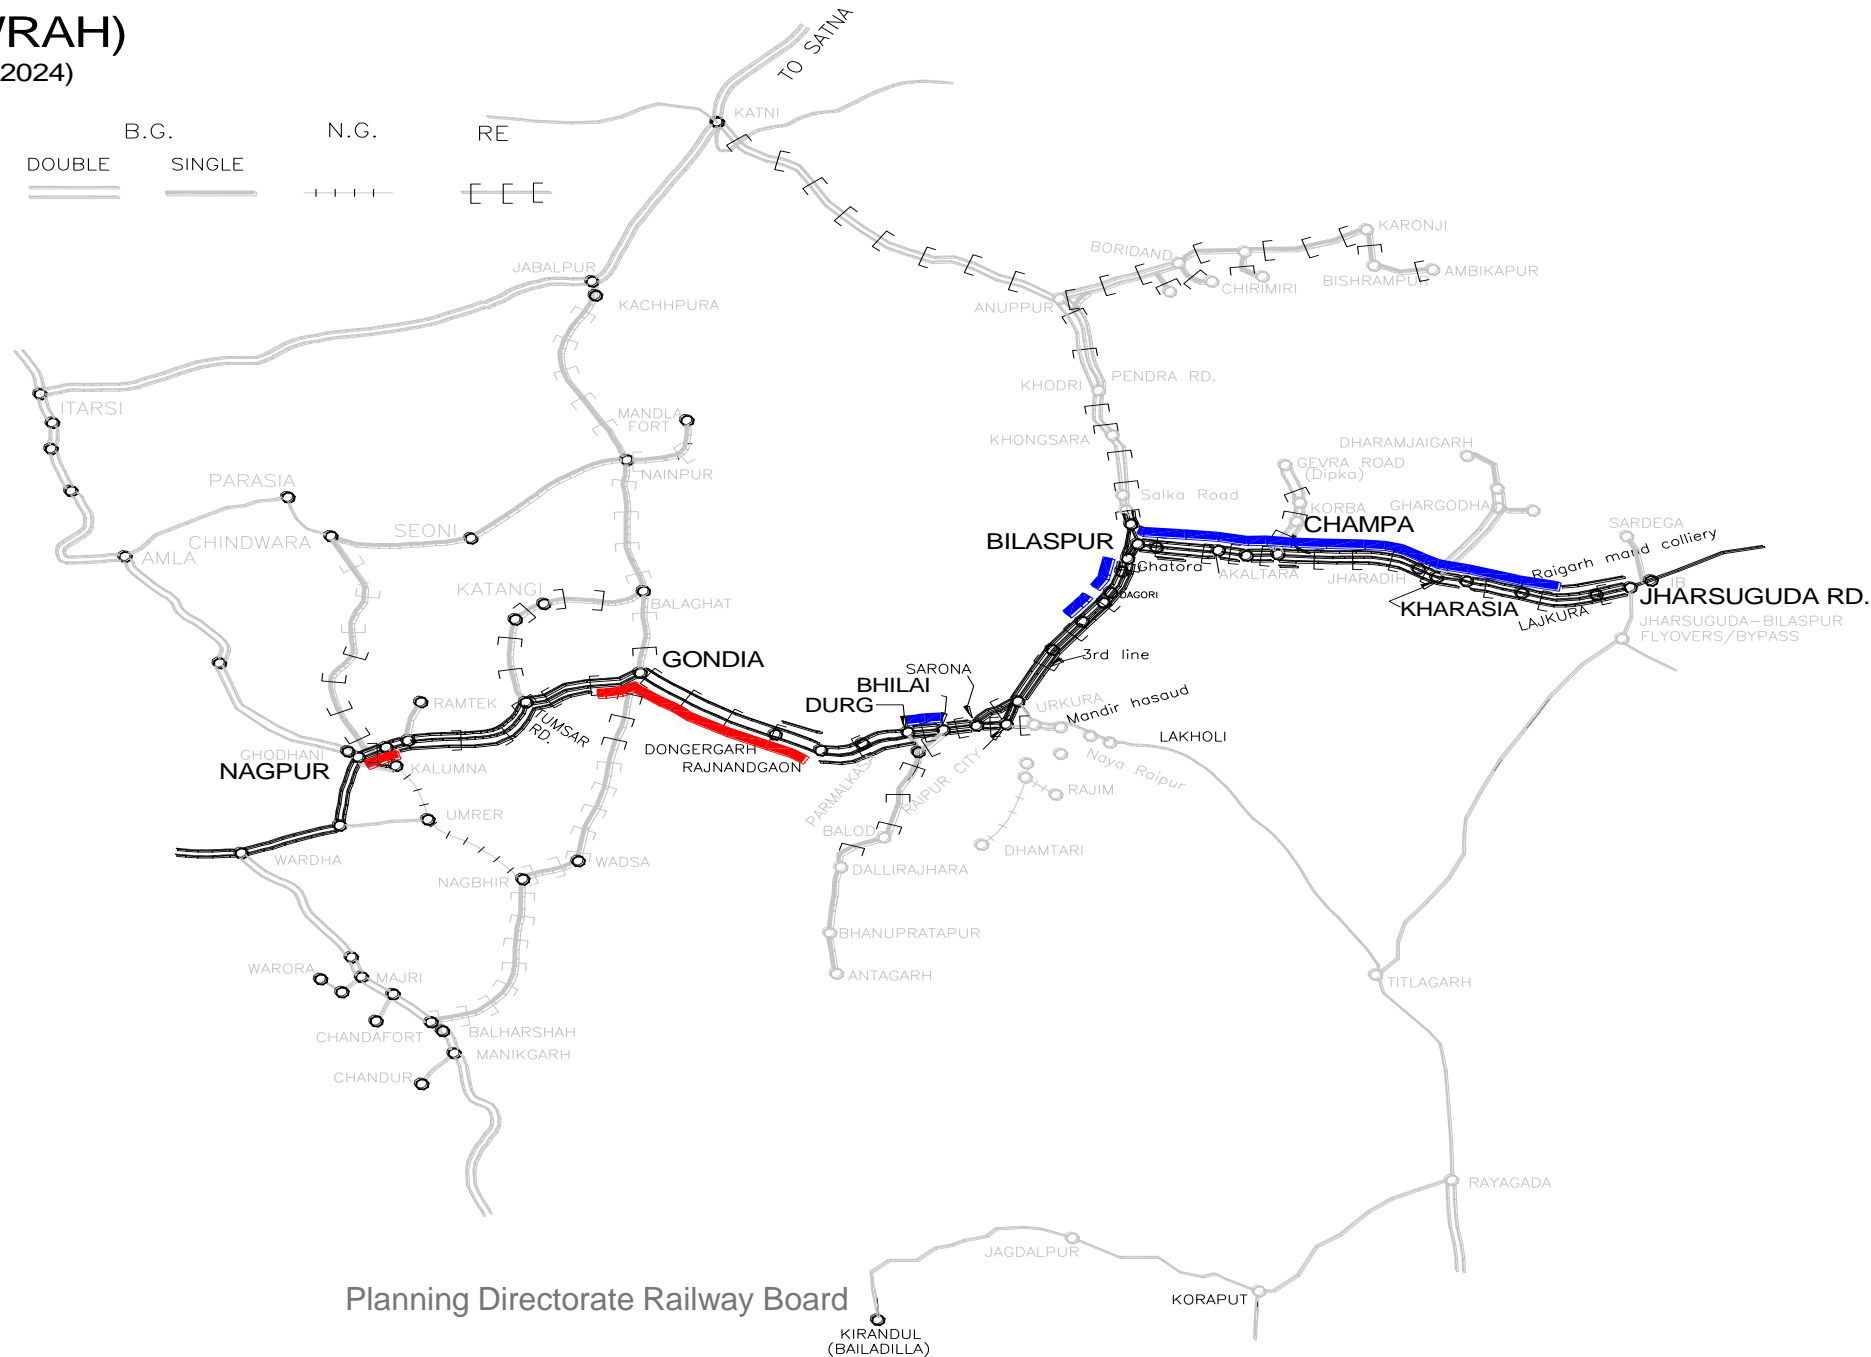 WRAH)
2024)
TO SATNA
KATNI
B.G.
N.G.
RE
DOUBLE
SINGLE
KARONJI
BORIDAND
AMBIKAPUR
BISHRAMPUR
CHIRIMIRI
JABALPUR
KACHHPURA
ANUPPUR
PENDRA RD.
KHODRI
ITARSI
MANDLA
FORT
KHONGSARA
DHARAMJAIGARH
GEVRA ROAD
(Dipka)
NAINPUR
PARASIA
Salka Road
KORBA
GHARGODHA
CHAMPA
SARDEGA
SEONI
CHINDWARA
BILASPUR
Raigarh mand colliery
AMLA
Ghatora
AKALTARA
JHARADIH
IB
KATANGI
BALAGHAT
DAGORI
KHARASIA
JHARSUGUDA RD.
LAJKURA
JHARSUGUDA-BILASPUR
FLYOVERS/BYPASS
3rd line
GONDIA
SARONA
BHILAI
DURG
URKURA
Mandir hasaud
RAMTEK
TUMSAR
RD.
LAKHOLI
GHODHANI
DONGERGARH
RAJNANDGAON
NAGPUR
KALUMNA
Naya Raipur
PARMALKASA
RAIPUR CITY
RAJIM
UMRER
BALOD
DHAMTARI
WARDHA
WADSA
DALLIRAJHARA
NAGBHIR
BHANUPRATAPUR
WARORA
MAJRI
ANTAGARH
TITLAGARH
CHANDAFORT
BALHARSHAH
MANIKGARH
CHANDUR
RAYAGADA
JAGDALPUR
Planning Directorate Railway Board
KORAPUT
KIRANDUL
(BAILADILLA)